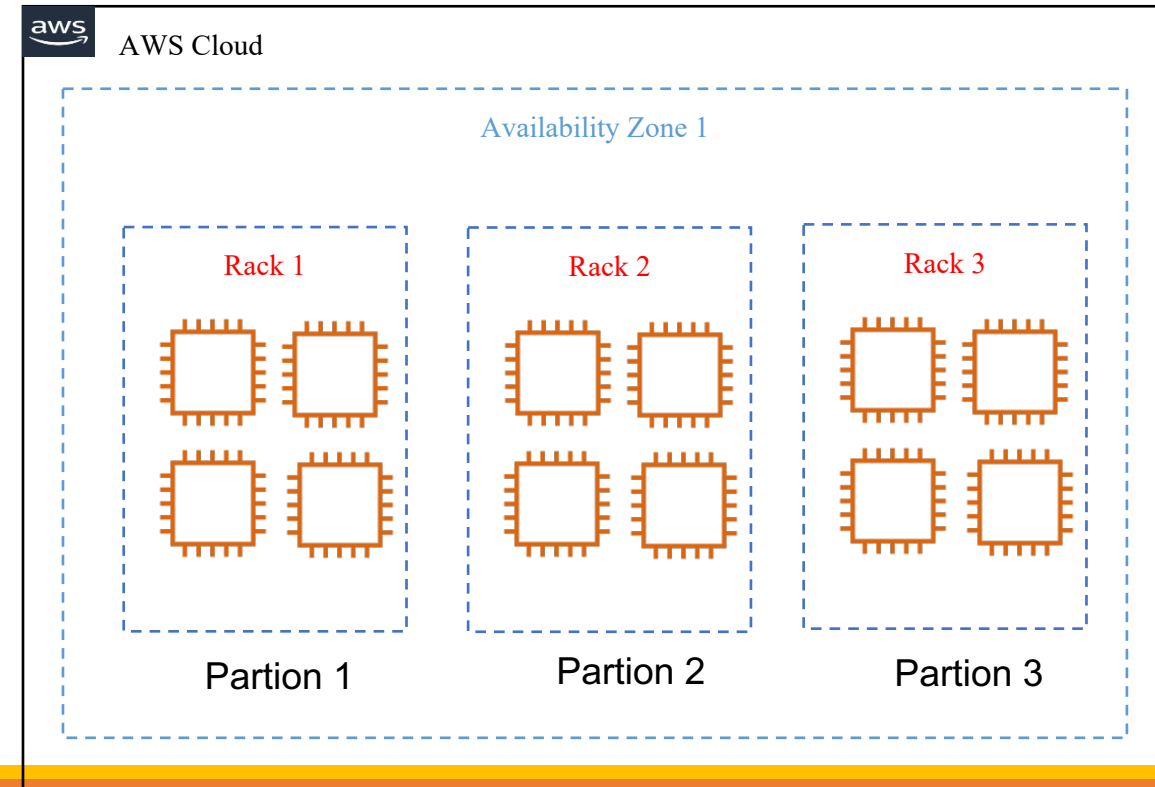 aws
AWS Cloud
Availability Zone 1
Rack 1
Rack 2
Rack 3
Partion 1
Partion 2
Partion 3